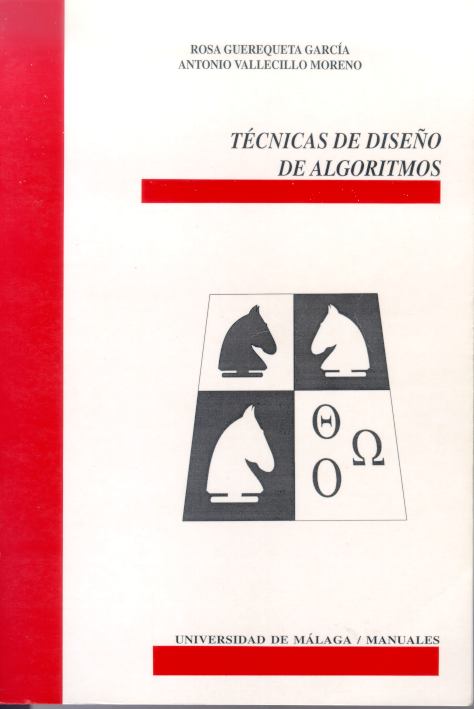 ROSA GUEREQUETA GARCÍA
ANTONIO VALLECILLO MORENO
TÉCNICAS DE DISEÑO
DE ALGORITMOS
Θ
Ω
O
UNIVERSIDAD DE MÁLAGA / MANUALES